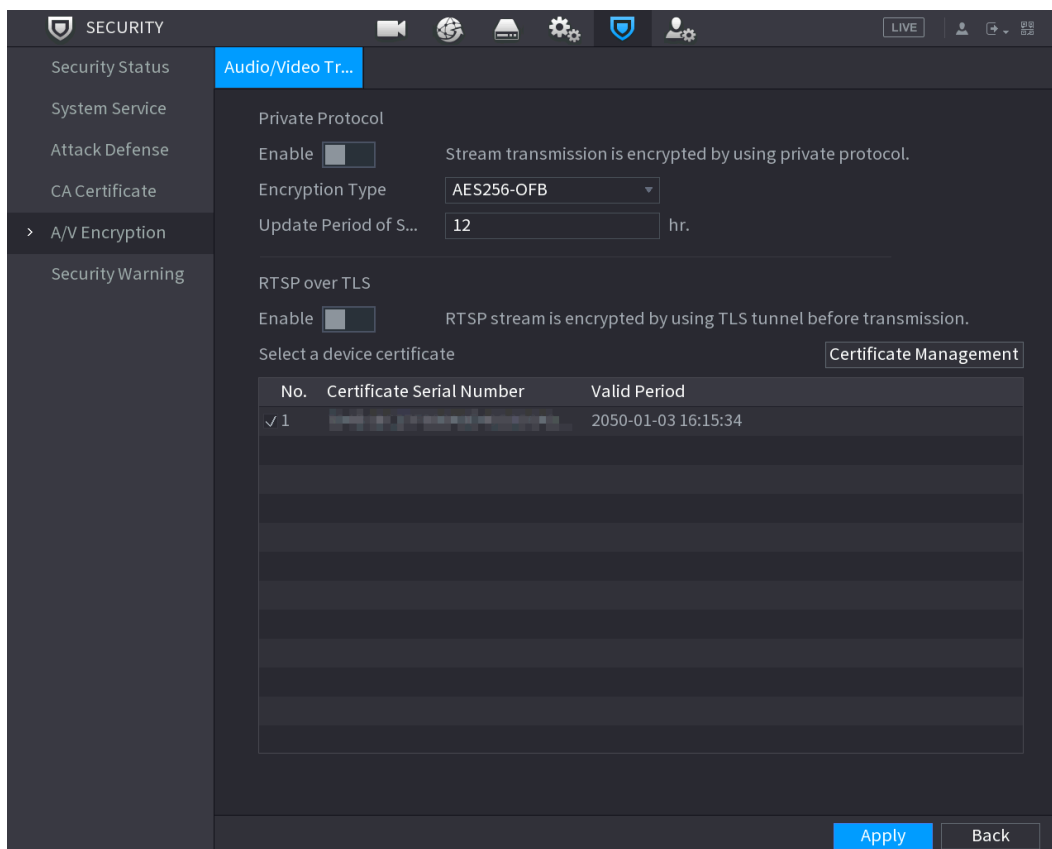 SECURITY
LIVE
Security Status
System Service
Attack Defense
CA Certificate
A/V Encryption
Security Warning
Audio/Video Tr...
Private Protocol
Enable Stream transmission is encrypted by using private protocol.
Encryption Type AES256-OFB
Update Period of S... 12 hr.
RTSP over TLS
Enable RTSP stream is encrypted by using TLS tunnel before transmission.
Select a device certificate Certificate Management
No. Certificate Serial Number Valid Period
1 2050-01-03 16:15:34
Apply Back